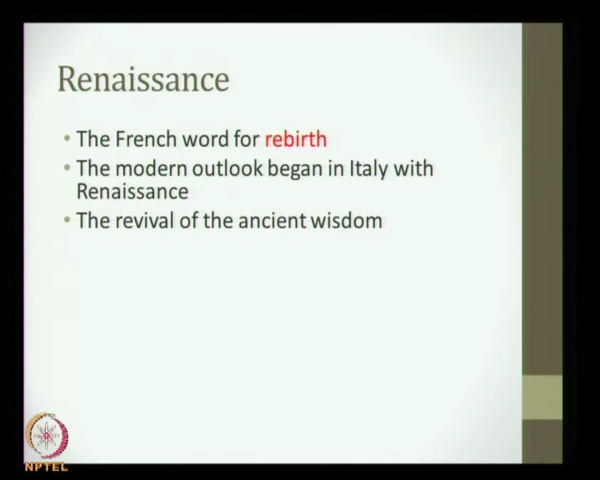 Renaissance
• The French word for rebirth
• The modern outlook began in Italy with
Renaissance
• The revival of the ancient wisdom
NPTEL